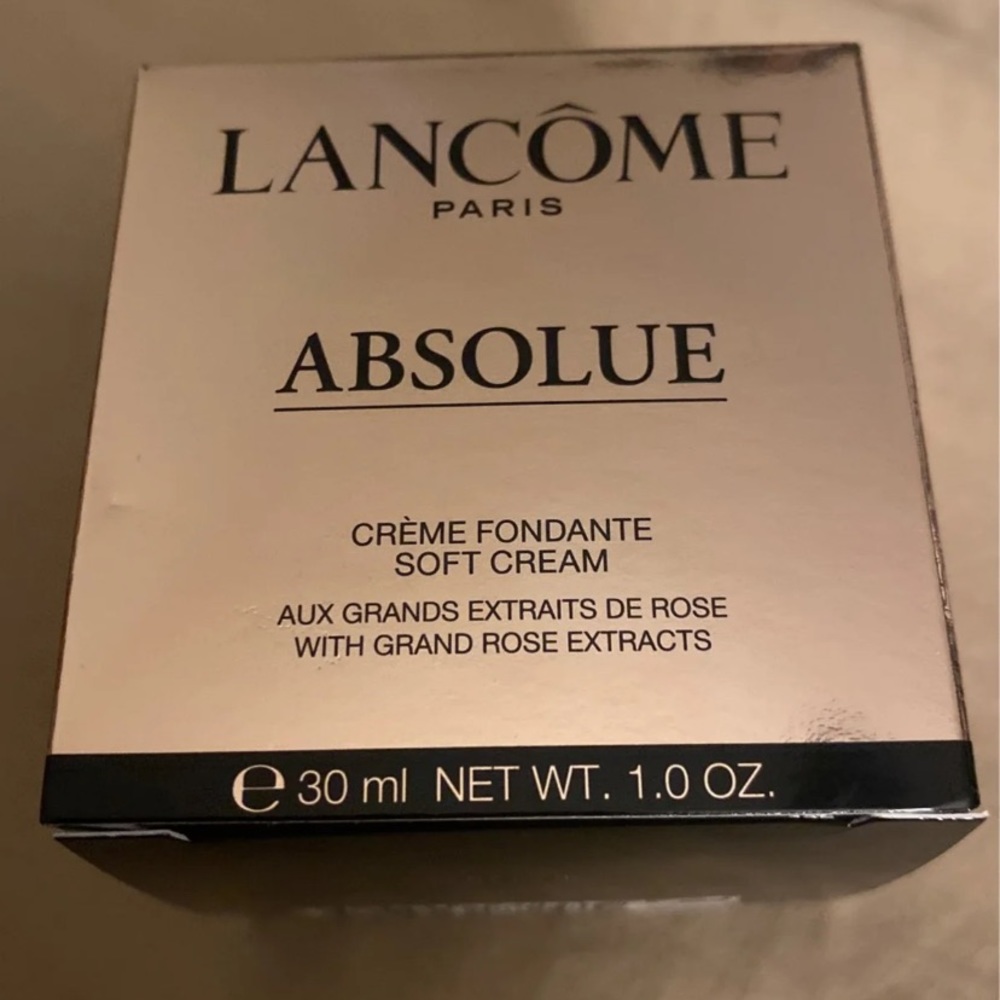 LANCÔME
PARIS
ABSOLUE
CRÈME FONDANTE
SOFT CREAM
AUX GRANDS EXTRAITS DE ROSE
WITH GRAND ROSE EXTRACTS
℮ 30 ml NET WT. 1.0 OZ.